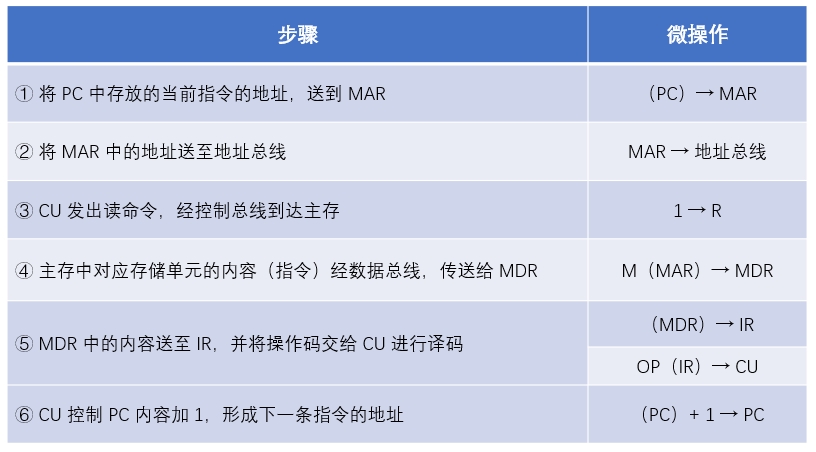 步骤 微操作
① 将 PC 中存放的当前指令的地址，送到 MAR （PC）→ MAR
② 将 MAR 中的地址送至地址总线 MAR → 地址总线
③ CU 发出读命令，经控制总线到达主存 1 → R
④ 主存中对应存储单元的内容（指令）经数据总线，传送给 MDR M（MAR）→ MDR
⑤ MDR 中的内容送至 IR，并将操作码交给 CU 进行译码 （MDR）→ IR
OP（IR）→ CU
⑥ CU 控制 PC 内容加 1，形成下一条指令的地址 （PC）+ 1 → PC